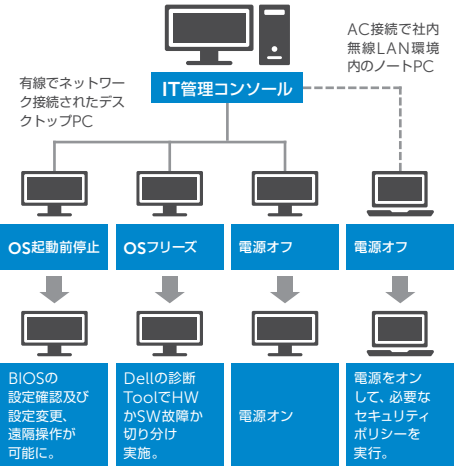 AC接続で社内
無線LAN環境
内のノートPC
有線でネットワー
ク接続されたデス
クトップPC
IT管理コンソール
OS起動前停止
OSフリーズ
電源オフ
電源オフ
BIOSの
設定確認及び
設定変更、
遠隔操作が
可能に。
Dellの診断
ToolでHW
かSW故障か
切り分け
実施。
電源オン
電源をオン
して、必要な
セキュリティ
ポリシーを
実行。